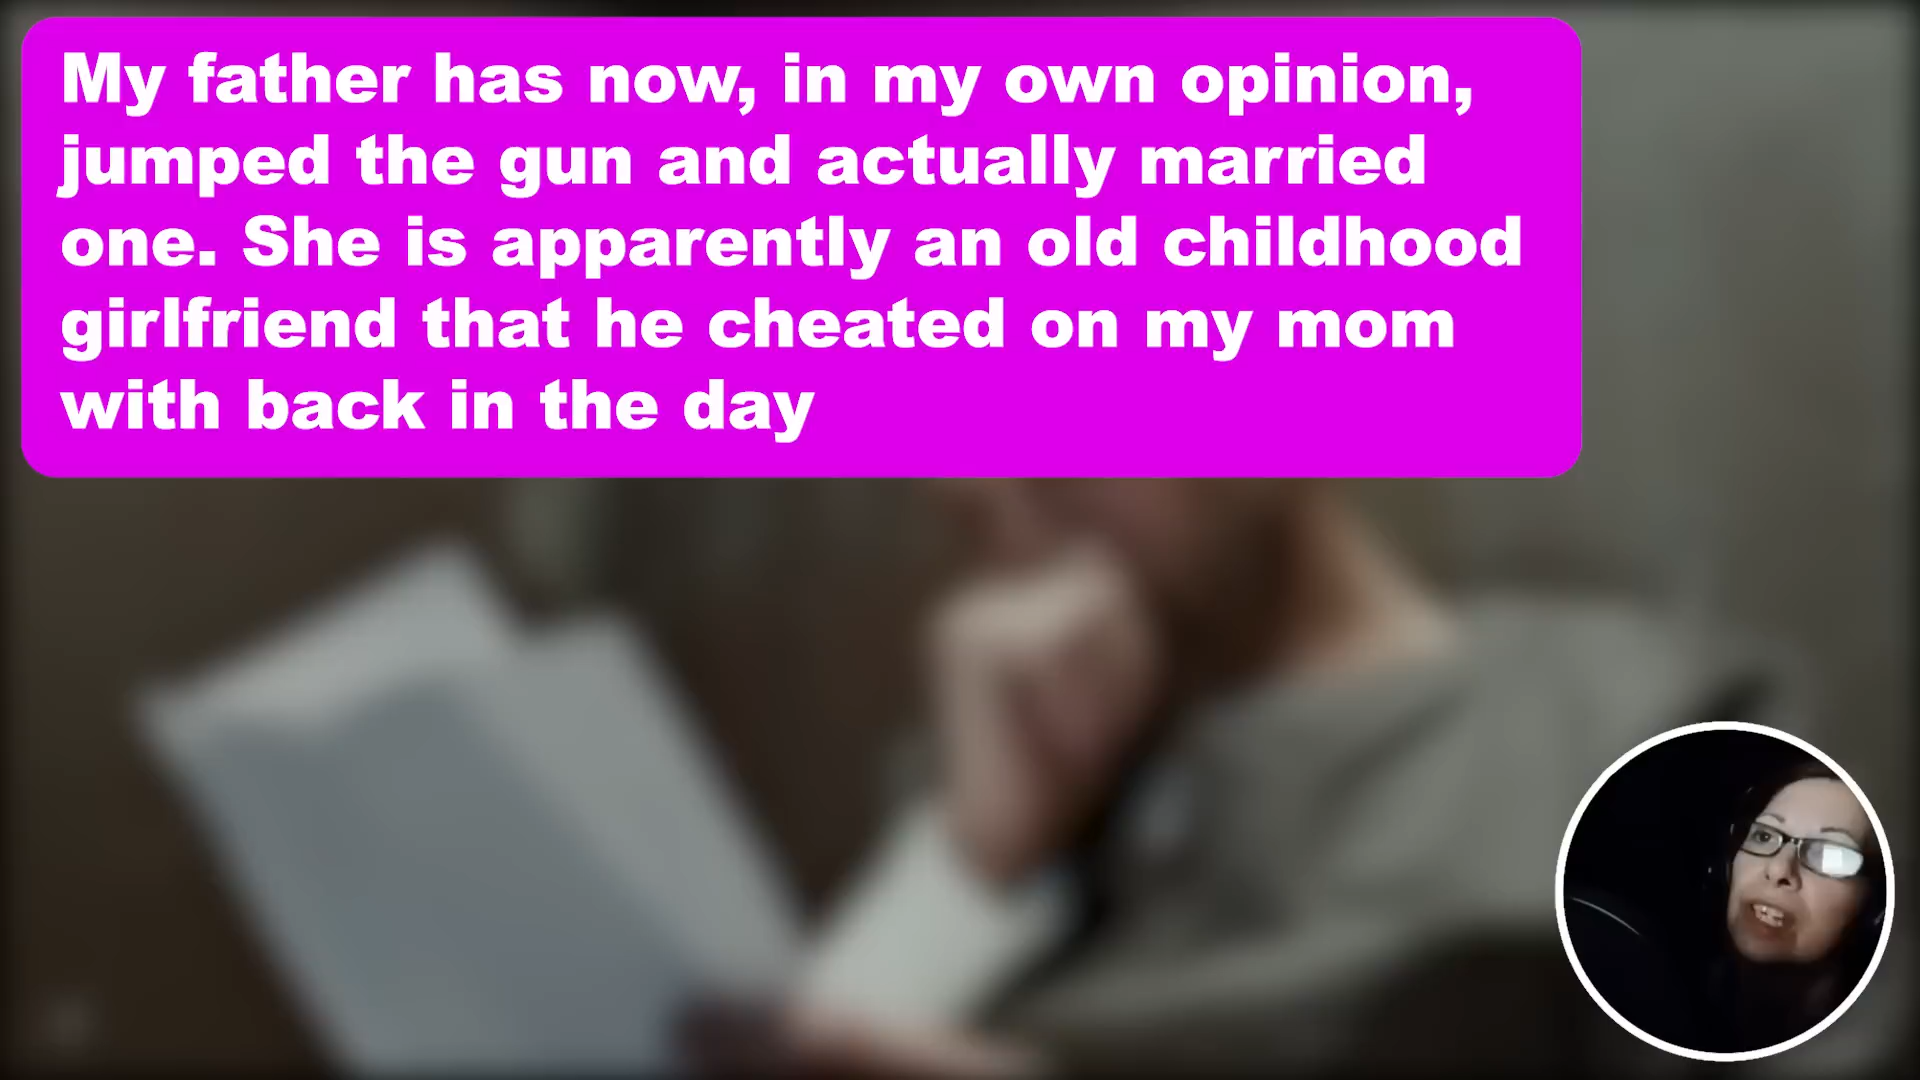 My father has now, in my own opinion,
jumped the gun and actually married
one. She is apparently an old childhood
girlfriend that he cheated on my mom
with back in the day